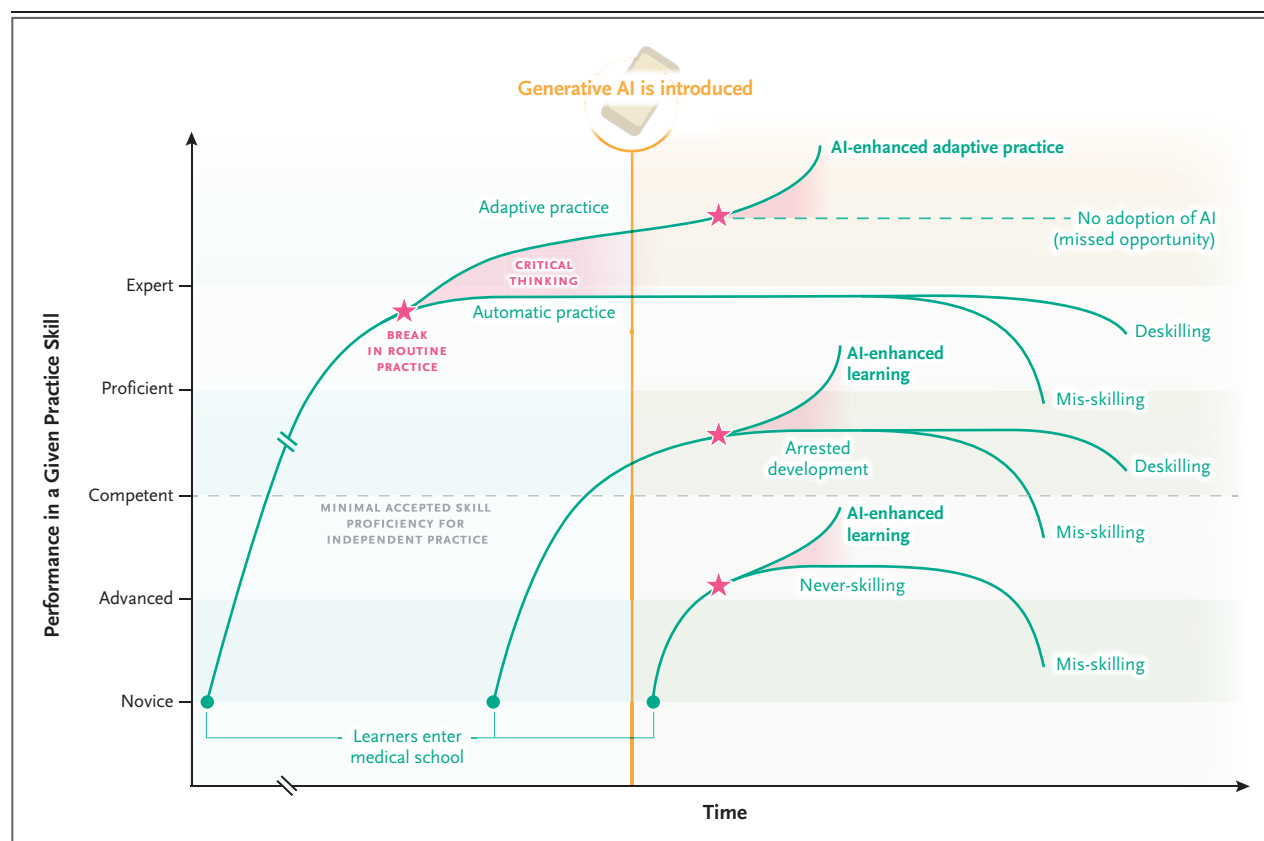 Generative AI is introduced
AI-enhanced adaptive practice
Adaptive practice
No adoption of AI
(missed opportunity)
CRITICAL
THINKING
Expert
Automatic practice
BREAK
IN ROUTINE
PRACTICE
Deskilling
AI-enhanced
learning
Proficient
Mis-skilling
Arrested
development
Deskilling
Competent
MINIMAL ACCEPTED SKILL
PROFICIENCY FOR
INDEPENDENT PRACTICE
AI-enhanced
learning
Mis-skilling
Advanced
Never-skilling
Mis-skilling
Novice
Learners enter
medical school
Performance in a Given Practice Skill
Time